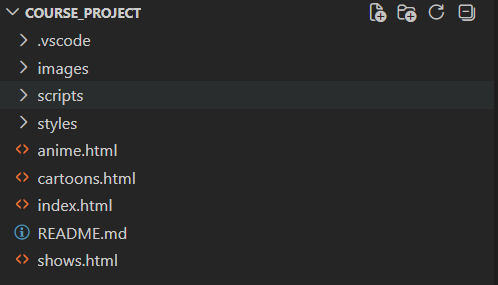 COURSE_PROJECT
.vscode
images
scripts
styles
anime.html
cartoons.html
index.html
README.md
shows.html